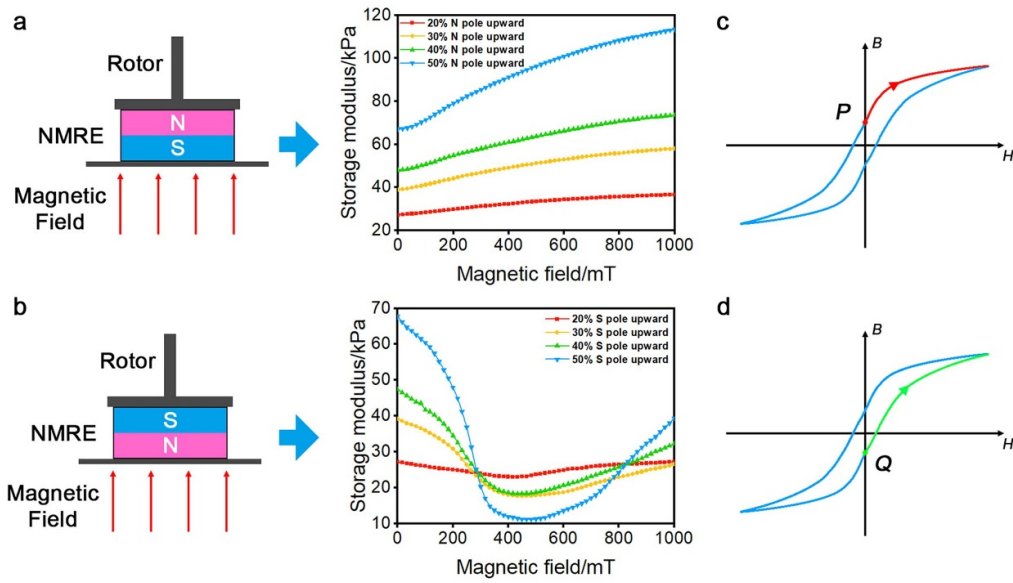 a
Rotor
N
NMRE
S
Magnetic
Field
Storage modulus/kPa
120
100
80
60
40
20
20% N pole upward
30% N pole upward
40% N pole upward
50% N pole upward
0 200 400 600 800 1000
Magnetic field/mT
c
B
P
H
b
Rotor
S
NMRE
N
Magnetic
Field
Storage modulus/kPa
70
60
50
40
30
20
10
20% S pole upward
30% S pole upward
40% S pole upward
50% S pole upward
0 200 400 600 800 1000
Magnetic field/mT
d
B
Q
H